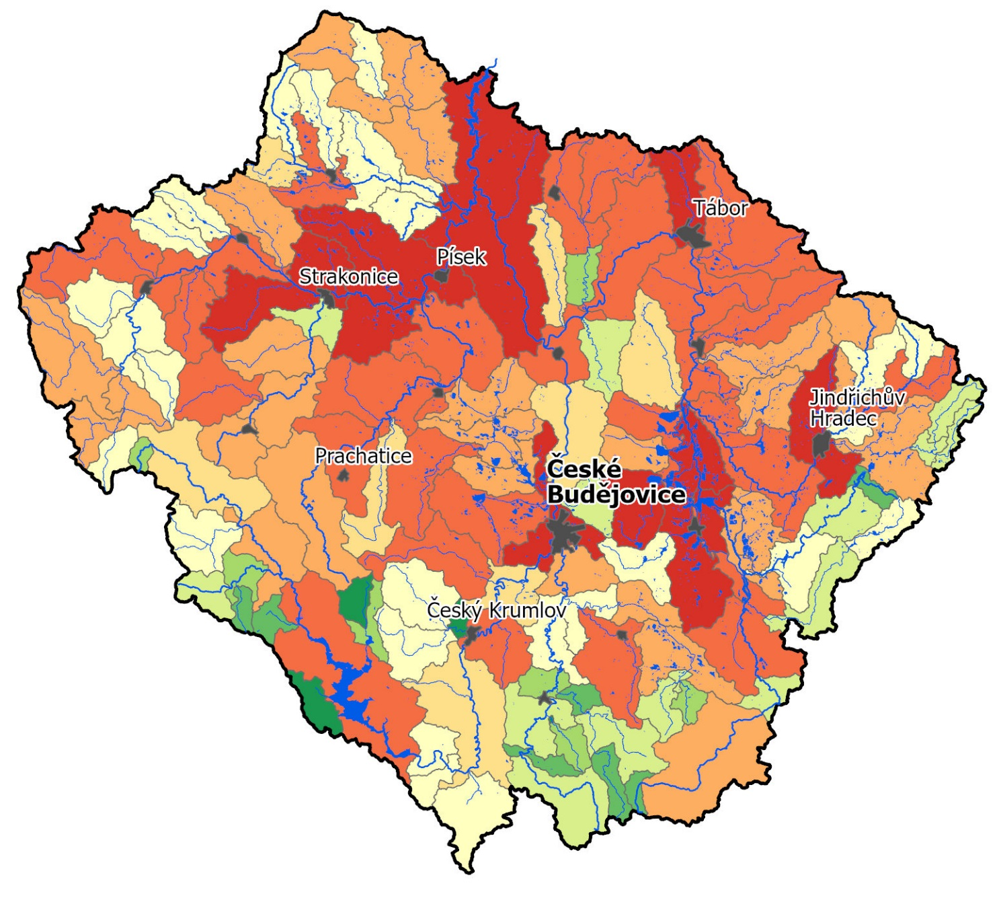 Tábor
Písek
Strakonice
Jindřichův
Hradec
Prachatice
České
Budějovice
Český Krumlov